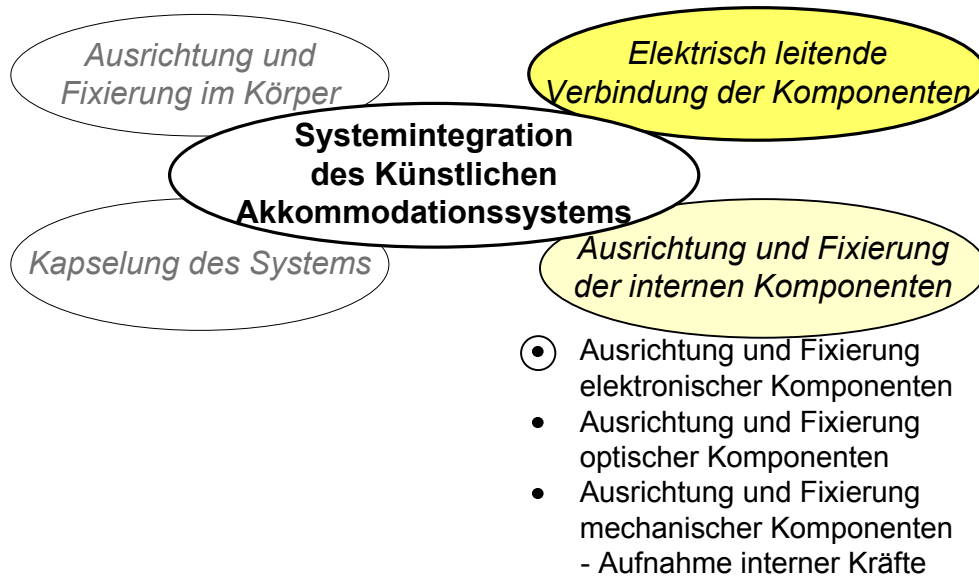 Ausrichtung und
Fixierung im Körper
Elektrisch leitende
Verbindung der Komponenten
Systemintegration
des Künstlichen
Akkommodationssystems
Kapselung des Systems
Ausrichtung und Fixierung
der internen Komponenten
• Ausrichtung und Fixierung
elektronischer Komponenten
• Ausrichtung und Fixierung
optischer Komponenten
• Ausrichtung und Fixierung
mechanischer Komponenten
- Aufnahme interner Kräfte